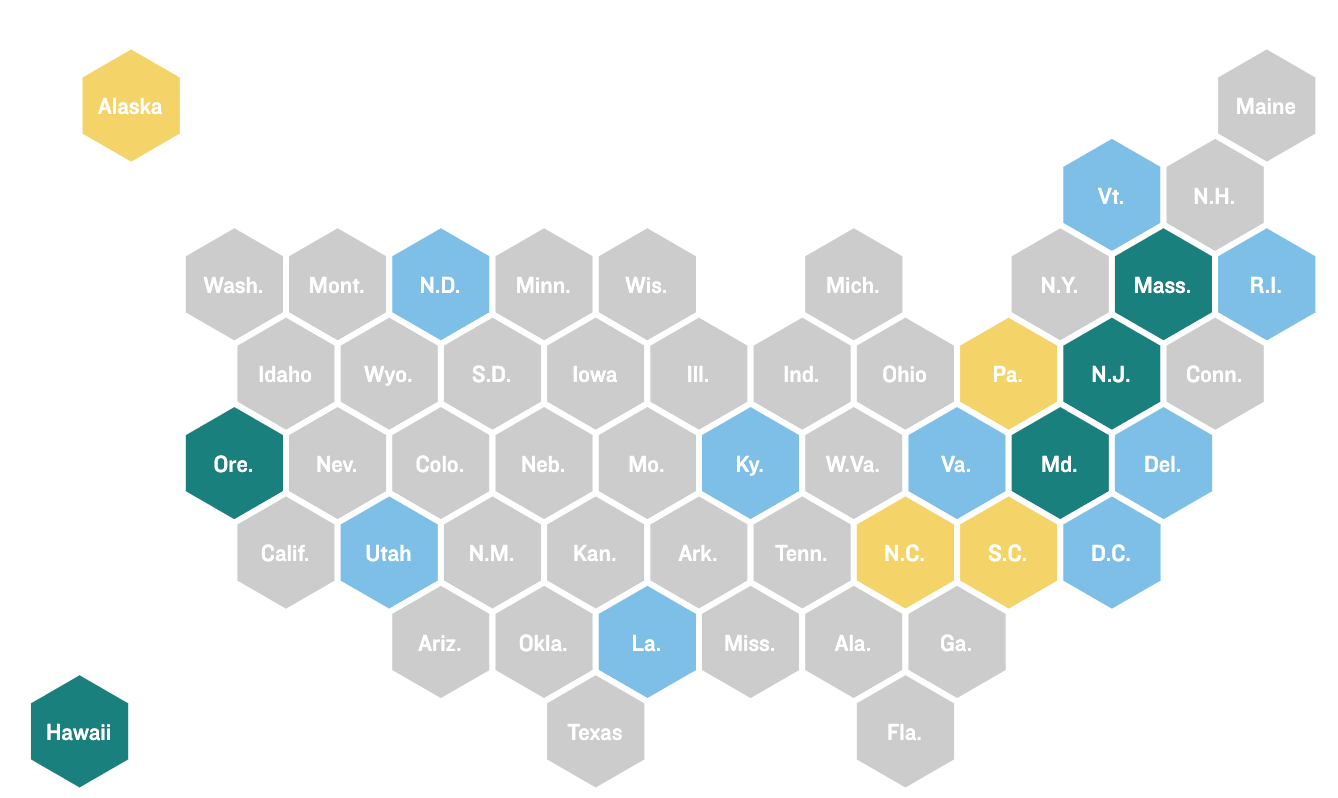 Alaska
Maine
Vt.
N.H.
Wash.
Mont.
N.D.
Minn.
Wis.
Mich.
N.Y.
Mass.
R.I.
Idaho
Wyo.
S.D.
Iowa
Ill.
Ind.
Ohio
Pa.
N.J.
Conn.
Ore.
Nev.
Colo.
Neb.
Mo.
Ky.
W.Va.
Va.
Md.
Del.
Calif.
Utah
N.M.
Kan.
Ark.
Tenn.
N.C.
S.C.
D.C.
Ariz.
Okla.
La.
Miss.
Ala.
Ga.
Hawaii
Texas
Fla.